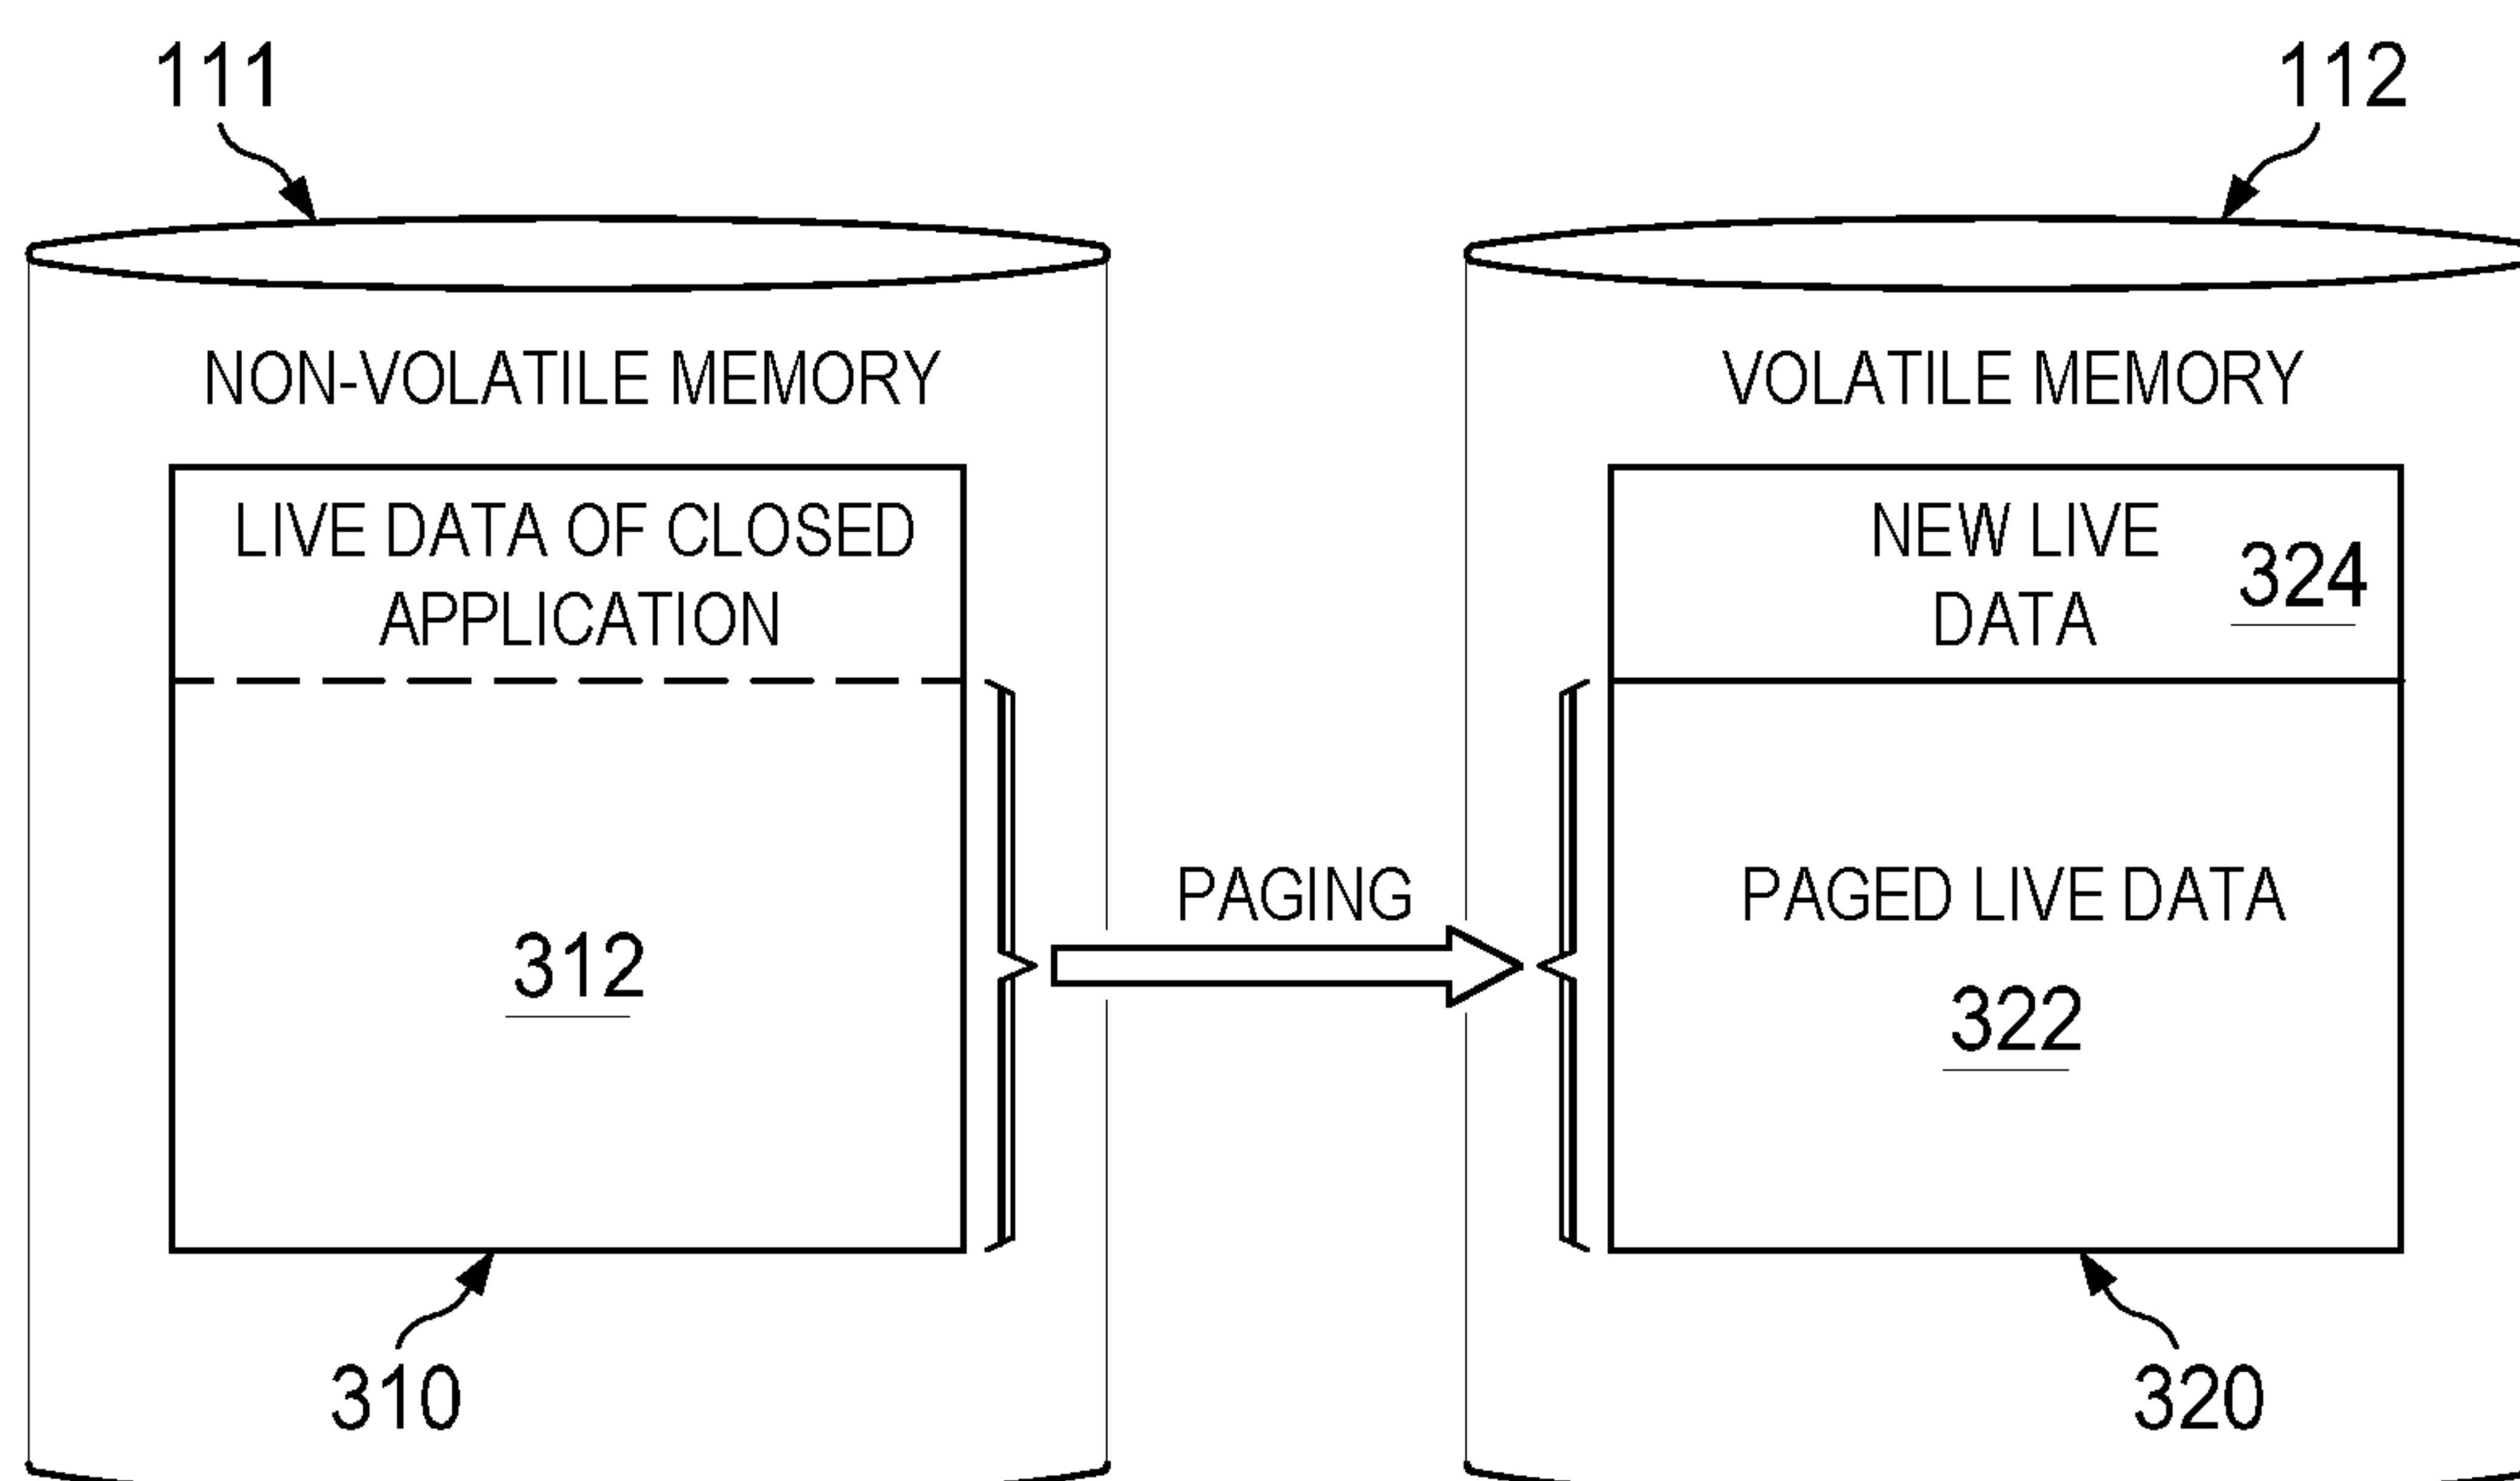 111
112
NON-VOLATILE MEMORY
VOLATILE MEMORY
LIVE DATA OF CLOSED
APPLICATION
NEW LIVE
DATA
324
PAGING
312
PAGED LIVE DATA
322
310
320